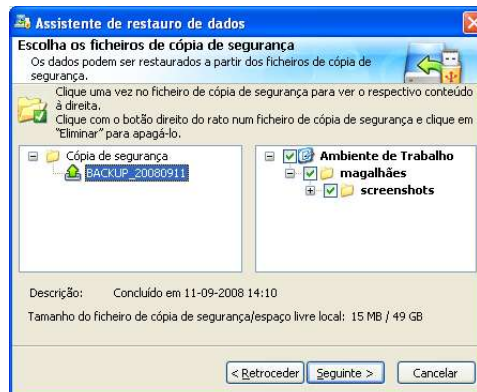 Assistente de restauro de dados
Escolha os ficheiros de cópia de segurança
Os dados podem ser restaurados a partir dos ficheiros de cópia de
segurança.
Clique uma vez no ficheiro de cópia de segurança para ver o respectivo conteúdo
à direita.
Clique com o botão direito do rato num ficheiro de cópia de segurança e clique em
"Eliminar" para apagá-lo.
Cópia de segurança
BACKUP_20080911
Ambiente de Trabalho
magalhães
screenshots
Descrição: Concluído em 11-09-2008 14:10
Tamanho do ficheiro de cópia de segurança/espaço livre local: 15 MB / 49 GB
< Retroceder
Seguinte >
Cancelar